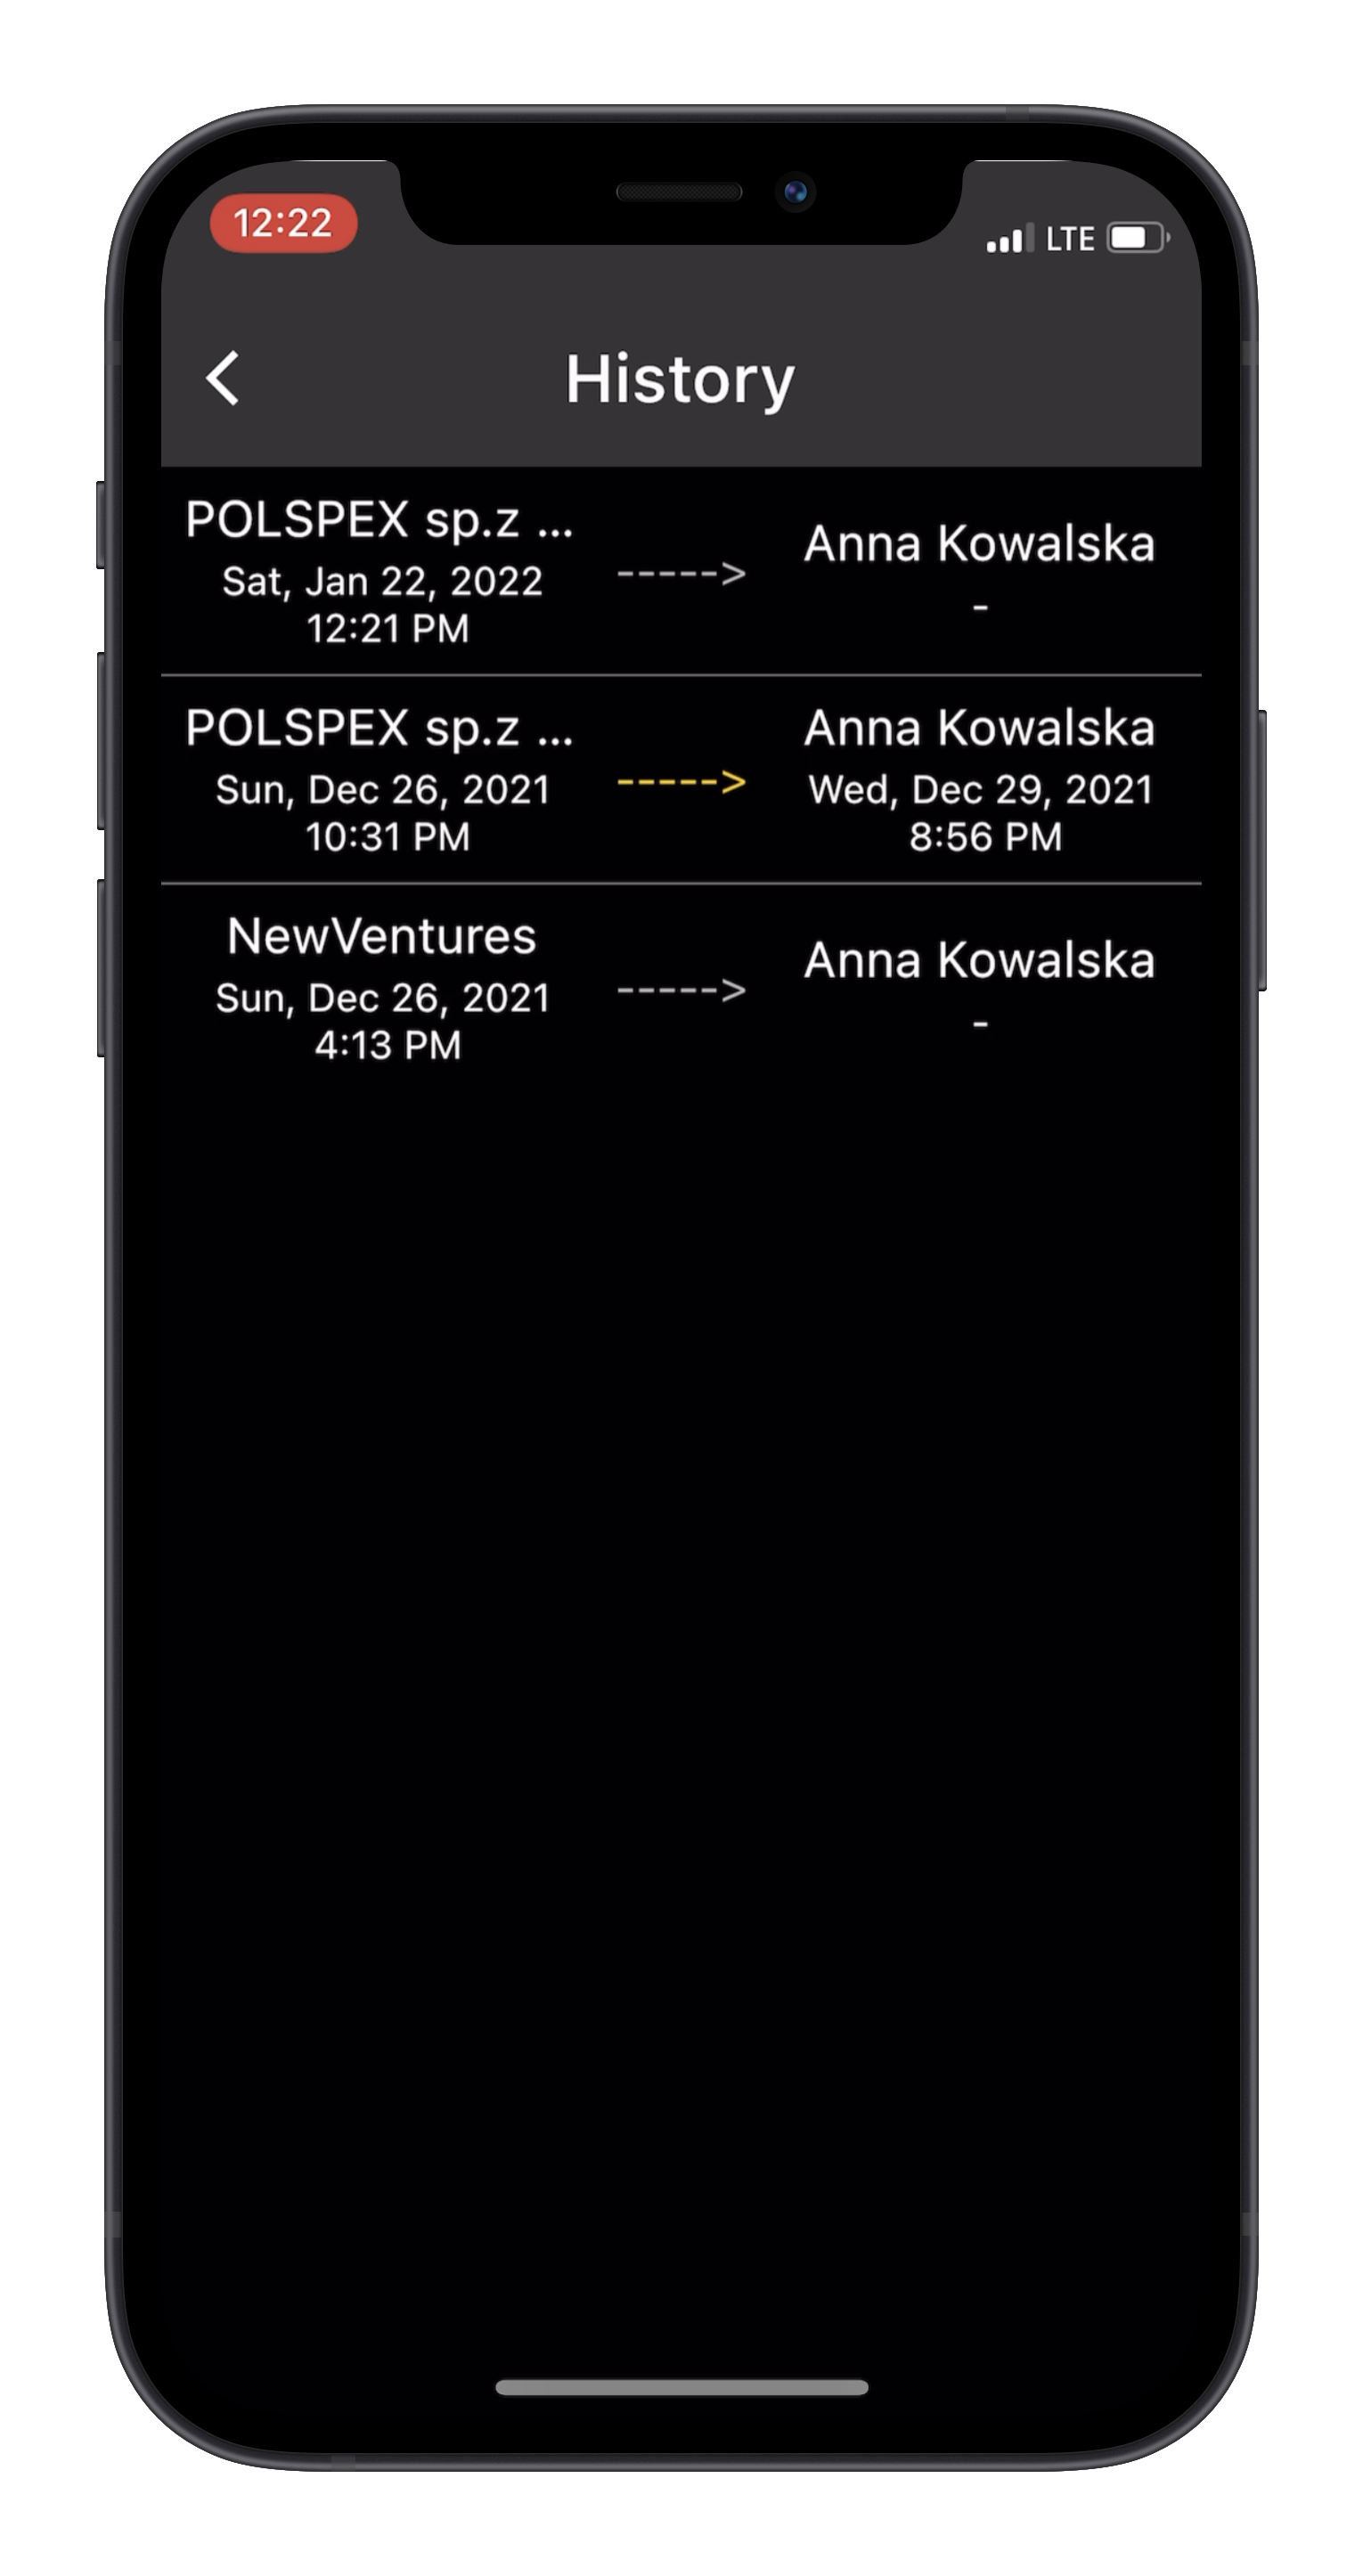 12:22
LTE
History
POLSPEX sp.z ...
Sat, Jan 22, 2022
12:21 PM
----->
Anna Kowalska
-
POLSPEX sp.z ...
Sun, Dec 26, 2021
10:31 PM
----->
Anna Kowalska
Wed, Dec 29, 2021
8:56 PM
NewVentures
Sun, Dec 26, 2021
4:13 PM
----->
Anna Kowalska
-